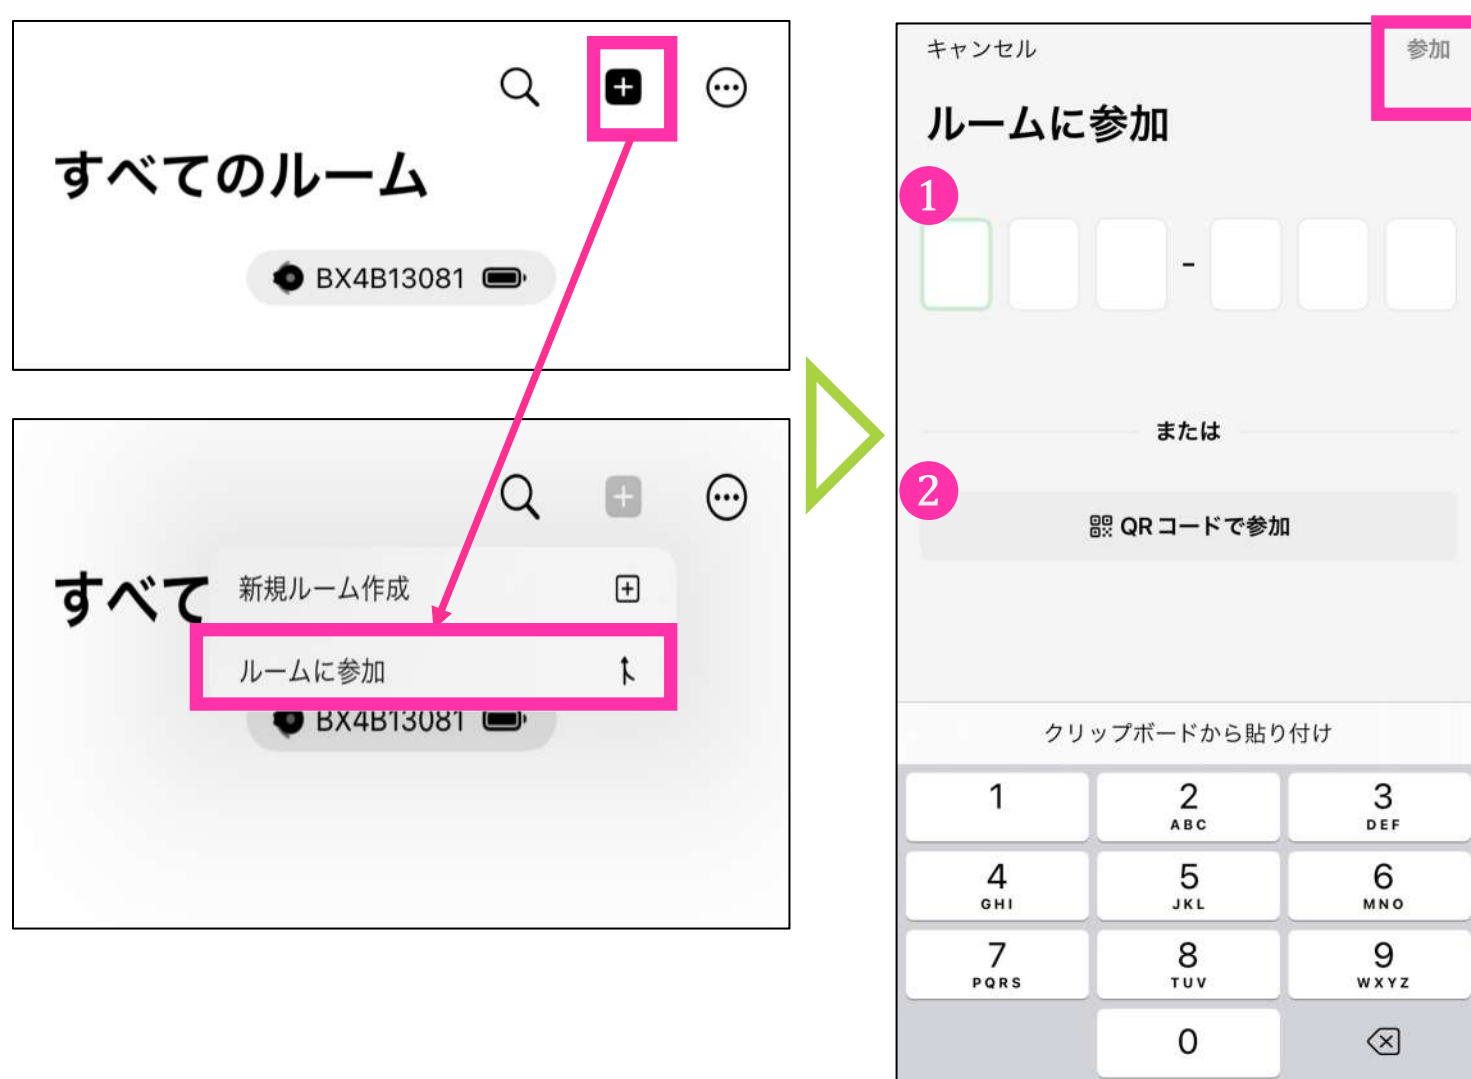 すべてのルーム
BX4B13081
すべて
新規ルーム作成
ルームに参加
BX4B13081
キャンセル
参加
ルームに参加
1
-
または
2
QRコードで参加
クリップボードから貼り付け
1
2
ABC
3
DEF
4
GHI
5
JKL
6
MNO
7
PQRS
8
TUV
9
WXYZ
0